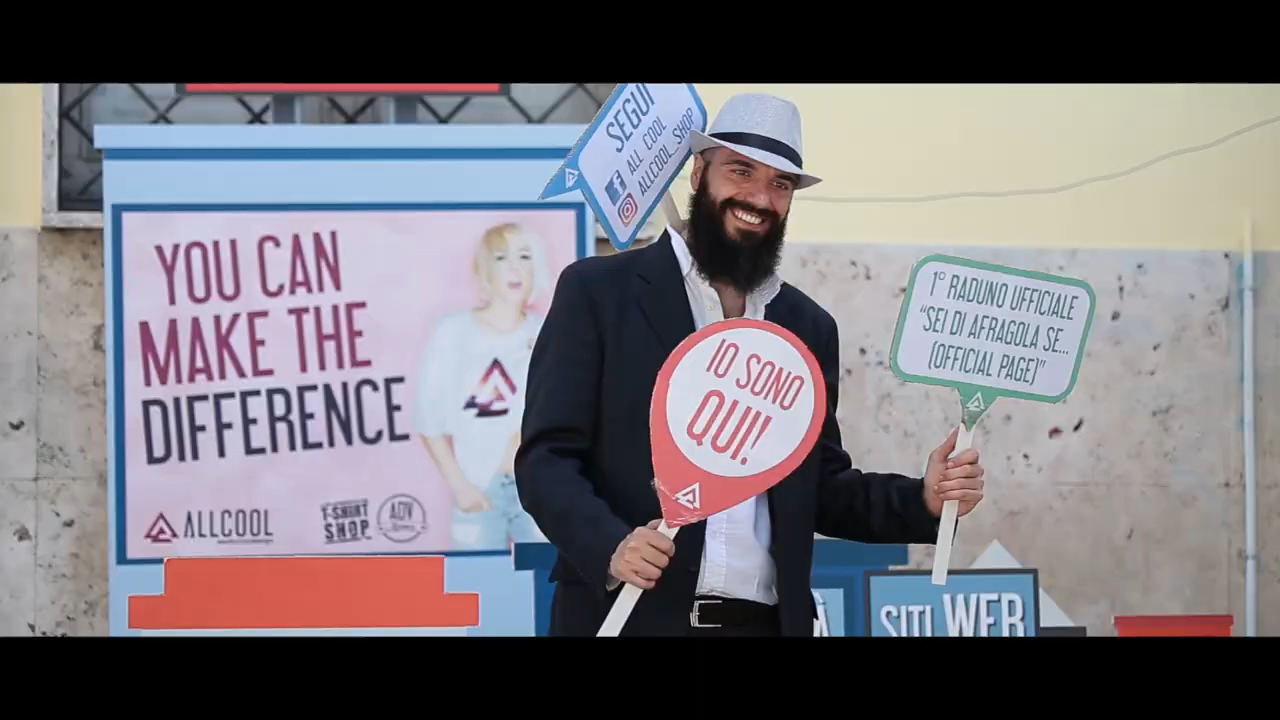 SEGUI
ALL COOL
ALLCOOL_SHOP
YOU CAN
MAKE THE
DIFFERENCE
ALLCOOL
T-SHIRT
SHOP
ADV
IO SONO
QUI!
1° RADUNO UFFICIALE
"SEI DI AFRAGOLA SE...
(OFFICIAL PAGE)"
SITI WEB